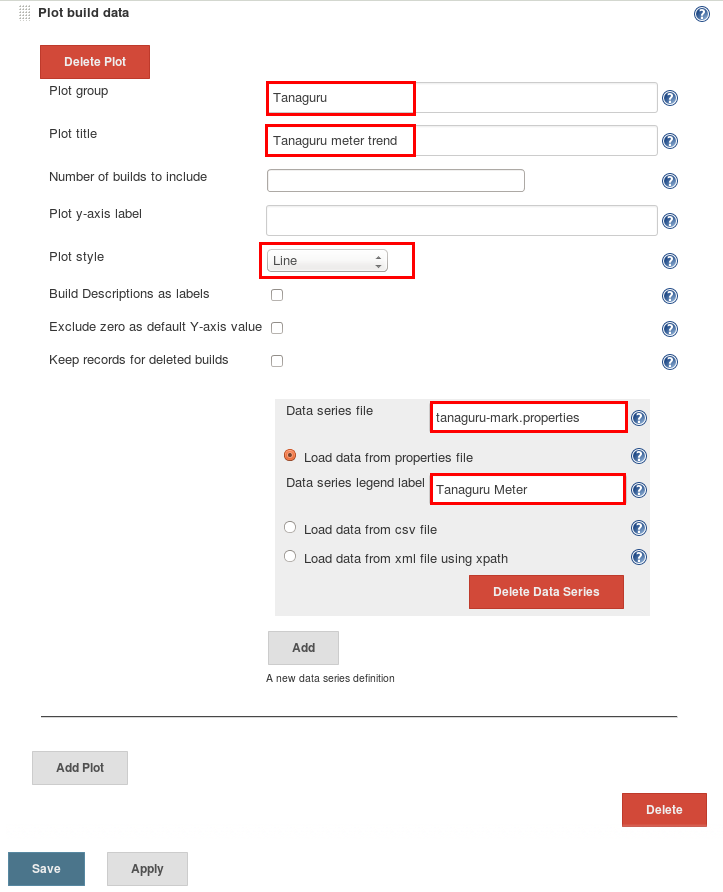 Plot build data
Delete Plot
Plot group
Tanaguru
Plot title
Tanaguru meter trend
Number of builds to include
Plot y-axis label
Plot style
Line
Build Descriptions as labels
Exclude zero as default Y-axis value
Keep records for deleted builds
Data series file
tanaguru-mark.properties
Load data from properties file
Data series legend label
Tanaguru Meter
Load data from csv file
Load data from xml file using xpath
Delete Data Series
Add
A new data series definition
Add Plot
Delete
Save
Apply